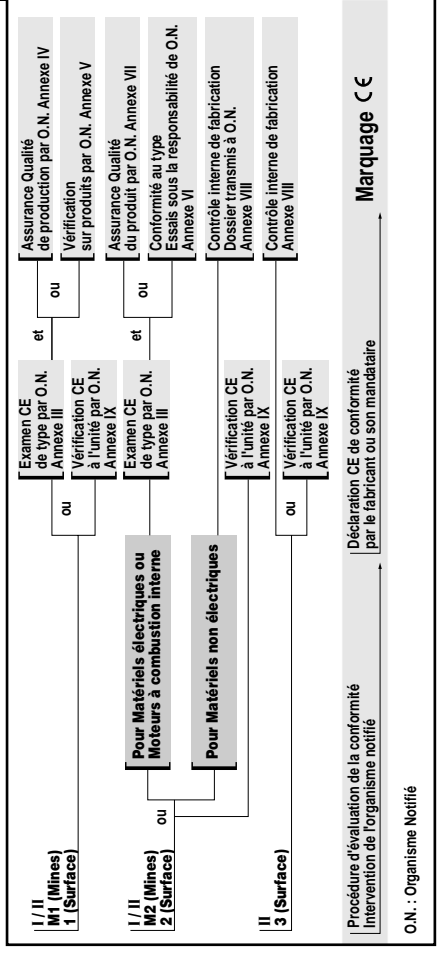 I / II
M1 (Mines)
1 (Surface)
ou
Examen CE
de type par O.N.
Annexe III
et
ou
Assurance Qualité
de production par O.N. Annexe IV
Vérification
sur produits par O.N. Annexe V
Vérification CE
à l'unité par O.N.
Annexe IX
I / II
M2 (Mines)
2 (Surface)
ou
Pour Matériels électriques ou
Moteurs à combustion interne
Examen CE
de type par O.N.
Annexe III
et
ou
Assurance Qualité
du produit par O.N. Annexe VII
Conformité au type
Essais sous la responsabilité de O.N.
Annexe VI
Pour Matériels non électriques
Contrôle interne de fabrication
Dossier transmis à O.N.
Annexe VIII
Vérification CE
à l'unité par O.N.
Annexe IX
II
3 (Surface)
ou
Contrôle interne de fabrication
Annexe VIII
Vérification CE
à l'unité par O.N.
Annexe IX
Procédure d'évaluation de la conformité
Intervention de l'organisme notifié
Déclaration CE de conformité
par le fabricant ou son mandataire
Marquage CE
O.N. : Organisme Notifié